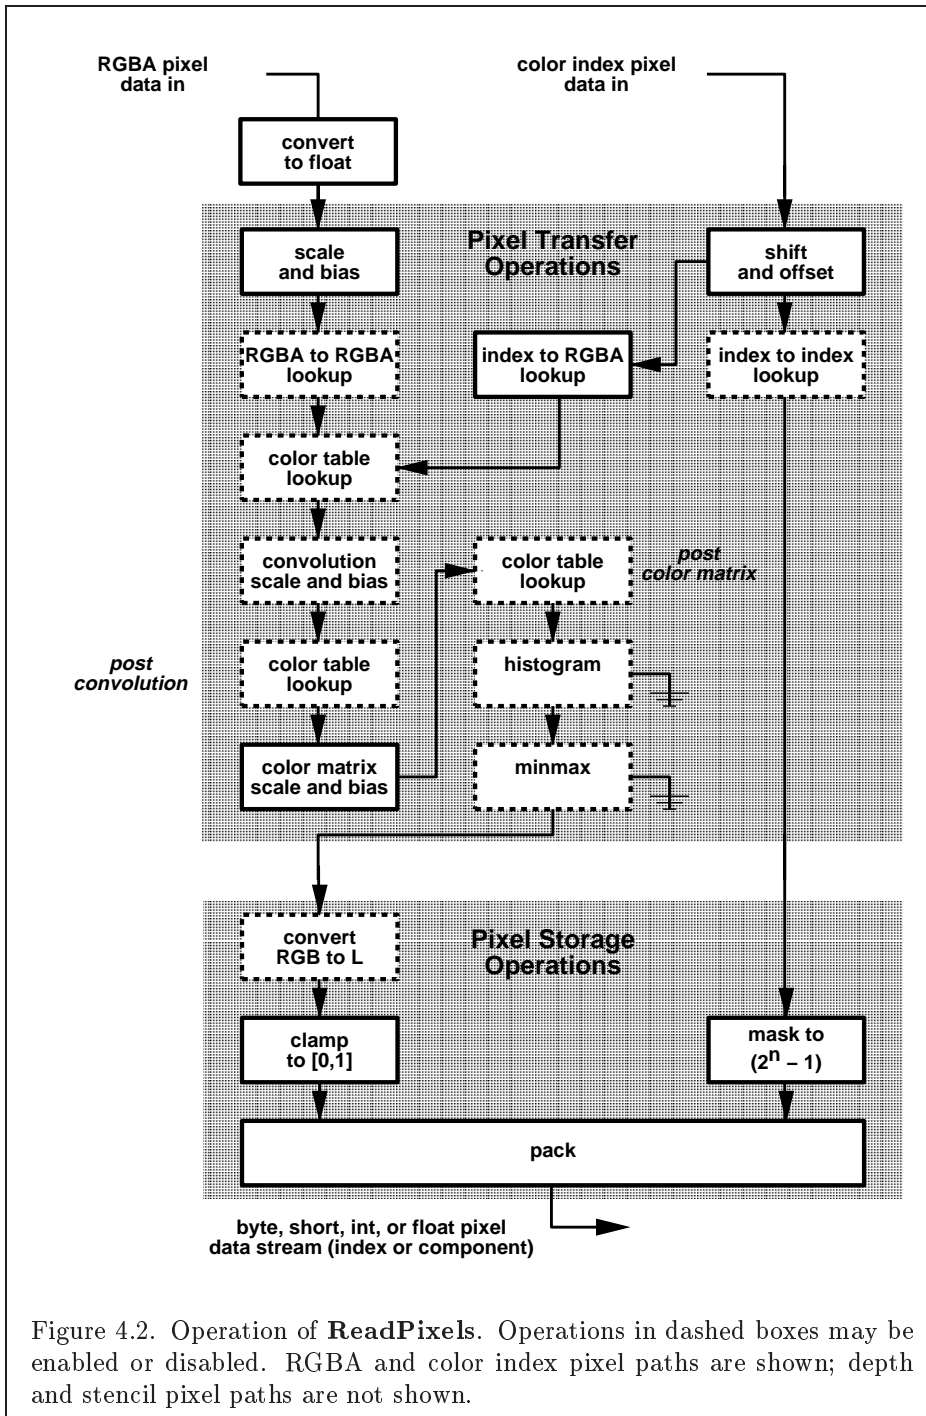 RGBA pixel
data in
color index pixel
data in
convert
to float
Pixel Transfer
Operations
scale
and bias
shift
and offset
RGBA to RGBA
lookup
index to RGBA
lookup
index to index
lookup
color table
lookup
convolution
scale and bias
color table
lookup
post
color matrix
post
convolution
color table
lookup
histogram
color matrix
scale and bias
minmax
convert
RGB to L
Pixel Storage
Operations
clamp
to [0,1]
mask to
(2^n – 1)
pack
byte, short, int, or float pixel
data stream (index or component)
Figure 4.2. Operation of ReadPixels. Operations in dashed boxes may be
enabled or disabled. RGBA and color index pixel paths are shown; depth
and stencil pixel paths are not shown.